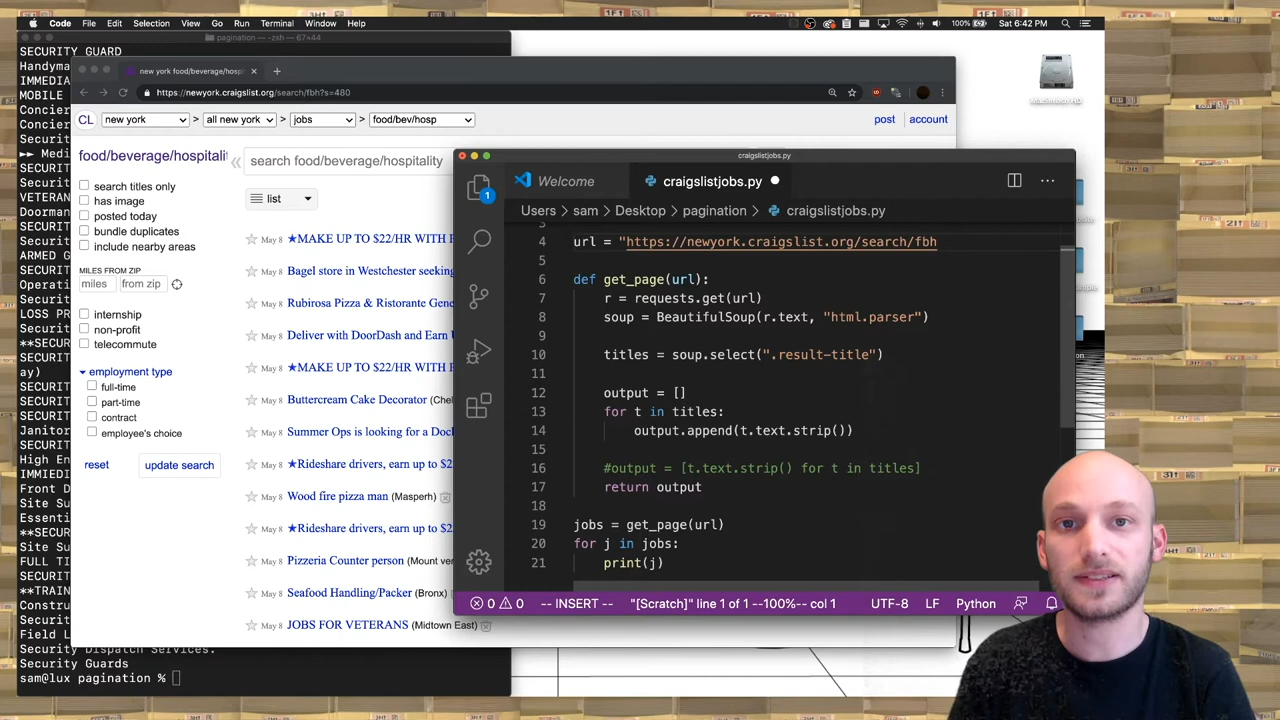 Code File Edit Selection View Go Run Terminal Window Help
100% Sat 6:42 PM
pagination — -zsh — 67×44
SECURITY GUARD
Handyma
IMMEDIA
MOBILE
Concier
Concier
Securit
►► Medi
SECURIT
Securit
VETERAN
Doorman
SECURIT
Securit
ARMED G
SECURIT
Operati
Securit
LOSS PR
Securit
**SECUR
Securit
ay)
SECURIT
Securit
SECURIT
Securit
Janitor
High En
IMMIEDI
Front D
Site Su
Essenti
**SECUR
Site Su
FULL TI
SECURIT
**TRAIN
Constru
Securit
Field L
Security Dispatch Services.
Security Guards
sam@lux pagination %
new york food/beverage/hosp
https://newyork.craigslist.org/search/fbh?s=480
CL new york > all new york > jobs > food/bev/hosp post account
food/beverage/hospitali
search food/beverage/hospitality
search titles only
has image
posted today
bundle duplicates
include nearby areas
MILES FROM ZIP
miles from zip
internship
non-profit
telecommute
employment type
full-time
part-time
contract
employee's choice
reset update search
list
May 8 ★MAKE UP TO $22/HR WITH F
May 8 Bagel store in Westchester seeking
May 8 Rubirosa Pizza & Ristorante Gene
May 8 Deliver with DoorDash and Earn U
May 8 ★MAKE UP TO $22/HR WITH F
May 8 Buttercream Cake Decorator (Chel
May 8 Summer Ops is looking for a Doc
May 8 ★Rideshare drivers, earn up to $2
May 8 Wood fire pizza man (Masperh)
May 8 ★Rideshare drivers, earn up to $2
May 8 Pizzeria Counter person (Mount ver
May 8 Seafood Handling/Packer (Bronx)
May 8 JOBS FOR VETERANS (Midtown East)
craigslistjobs.py
1
Welcome craigslistjobs.py
Users > sam > Desktop > pagination > craigslistjobs.py
4 url = "https://newyork.craigslist.org/search/fbh
5
6 def get_page(url):
7 r = requests.get(url)
8 soup = BeautifulSoup(r.text, "html.parser")
9
10 titles = soup.select(".result-title")
11
12 output = []
13 for t in titles:
14 output.append(t.text.strip())
15
16 #output = [t.text.strip() for t in titles]
17 return output
18
19 jobs = get_page(url)
20 for j in jobs:
21 print(j)
0 0 -- INSERT -- "[Scratch]" line 1 of 1 --100%-- col 1 UTF-8 LF Python
Macintosh HD